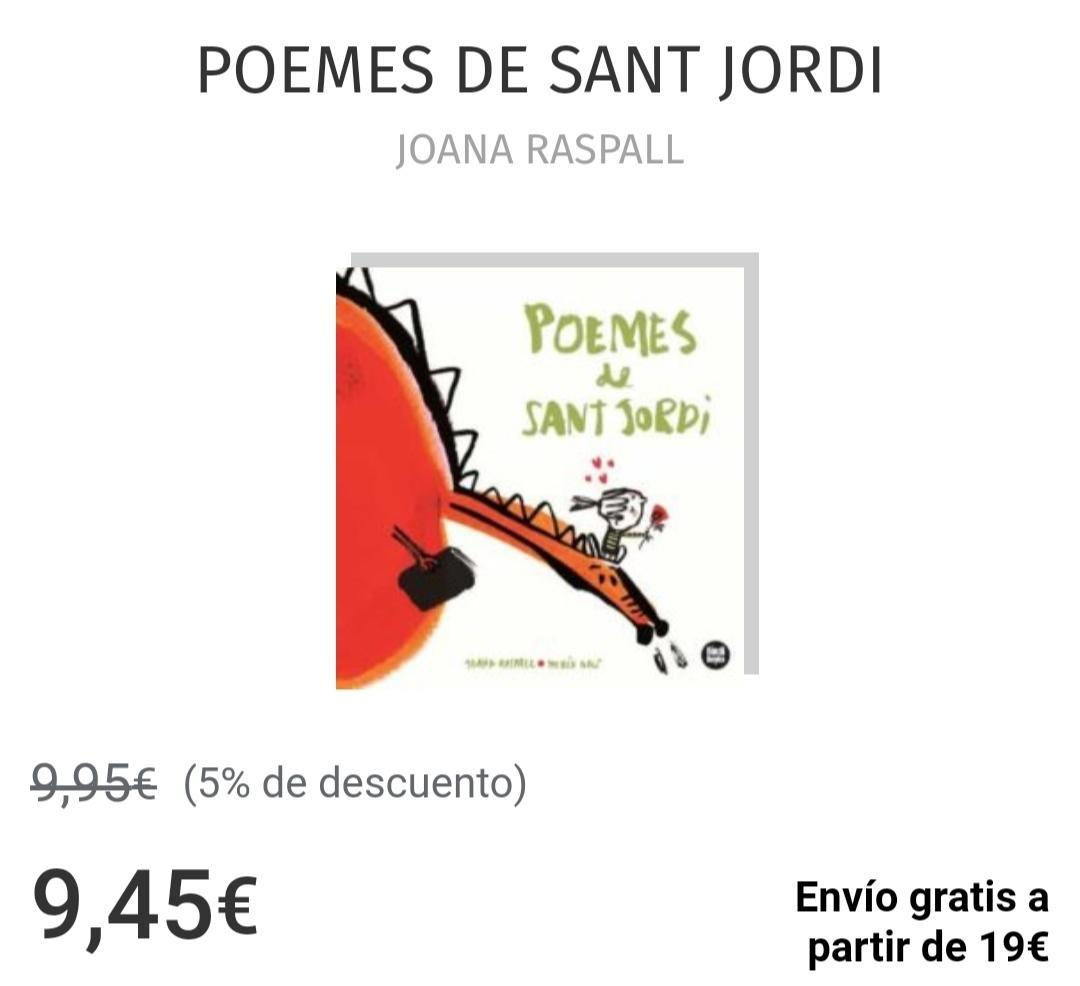 POEMES DE SANT JORDI
JOANA RASPALL
POEMES
de
SANT JORDi
9,95€ (5% de descuento)
9,45€
Envío gratis a
partir de 19€